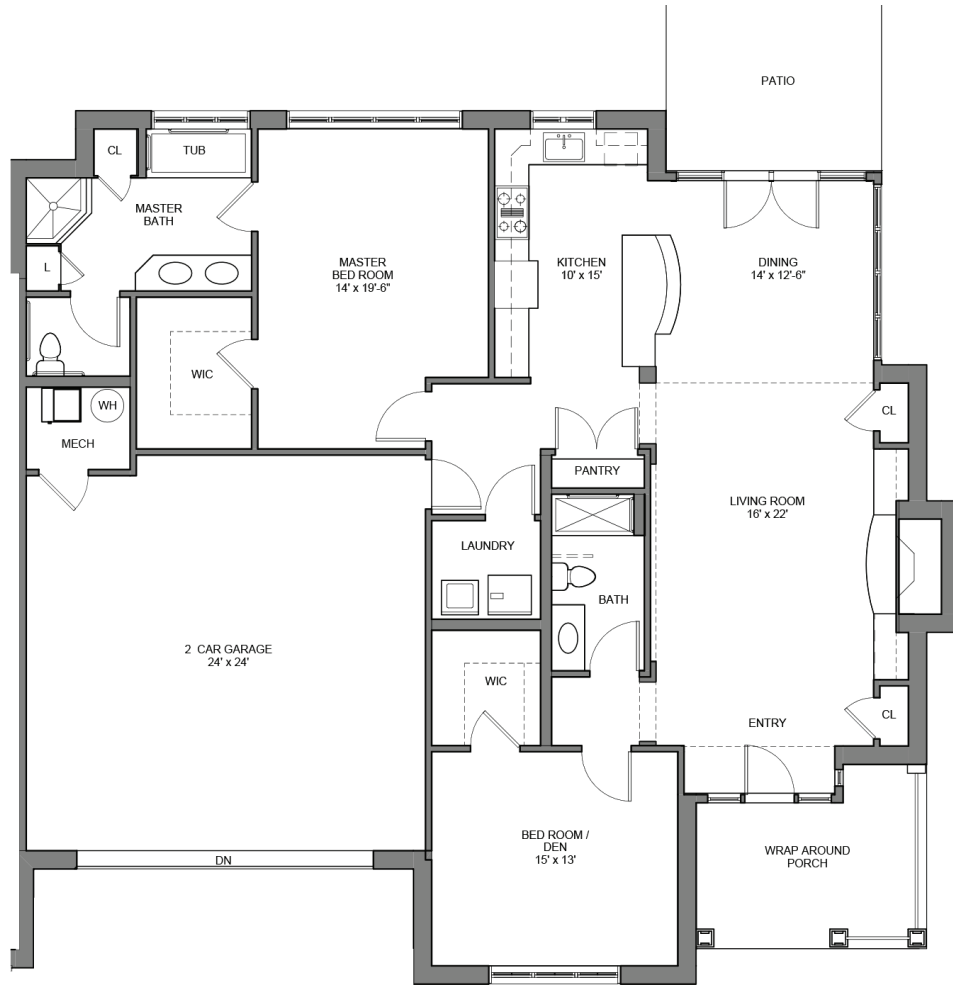 PATIO
CL
TUB
MASTER
BATH
L
MASTER
BED ROOM
14' x 19'-6"
KITCHEN
10' x 15'
DINING
14' x 12'-6"
WIC
WH
MECH
CL
PANTRY
LIVING ROOM
16' x 22'
LAUNDRY
BATH
2 CAR GARAGE
24' x 24'
WIC
CL
ENTRY
BED ROOM /
DEN
15' x 13'
WRAP AROUND
PORCH
DN